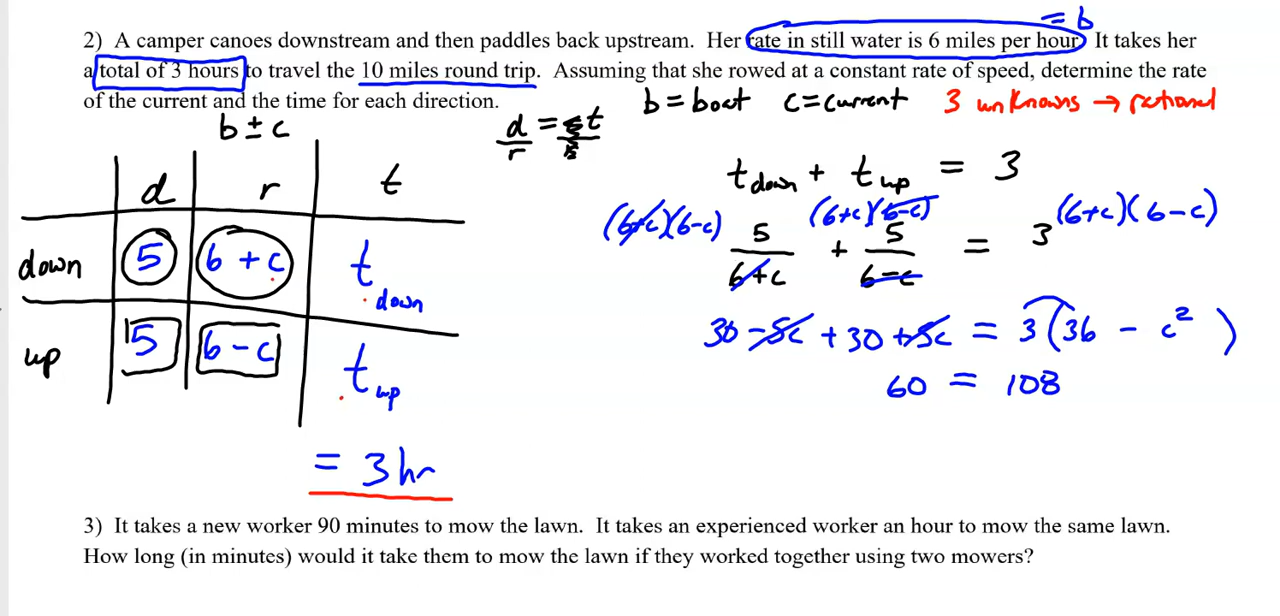 = b
2) A camper canoes downstream and then paddles back upstream. Her rate in still water is 6 miles per hour. It takes her
a total of 3 hours to travel the 10 miles round trip. Assuming that she rowed at a constant rate of speed, determine the rate
of the current and the time for each direction.
b = boat c = current 3 unknowns → rational
b ± c
d/r = rt/r
d r t
down 5 6 + c t down
up 5 6 - c t up
= 3 hr
t down + t up = 3
(6+c)(6-c) (6+c)(6-c) (6+c)(6-c)
5/(6+c) + 5/(6-c) = 3
30 - 5c + 30 + 5c = 3(36 - c²)
60 = 108
3) It takes a new worker 90 minutes to mow the lawn. It takes an experienced worker an hour to mow the same lawn.
How long (in minutes) would it take them to mow the lawn if they worked together using two mowers?